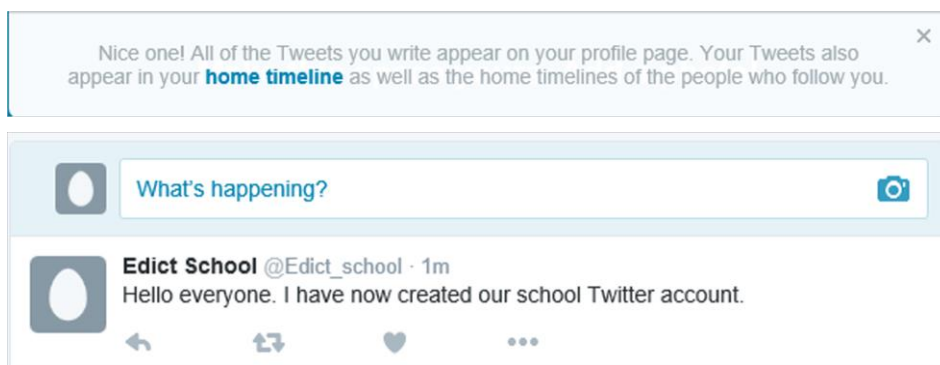 Nice one! All of the Tweets you write appear on your profile page. Your Tweets also
appear in your home timeline as well as the home timelines of the people who follow you.
What's happening?
Edict School @Edict_school · 1m
Hello everyone. I have now created our school Twitter account.